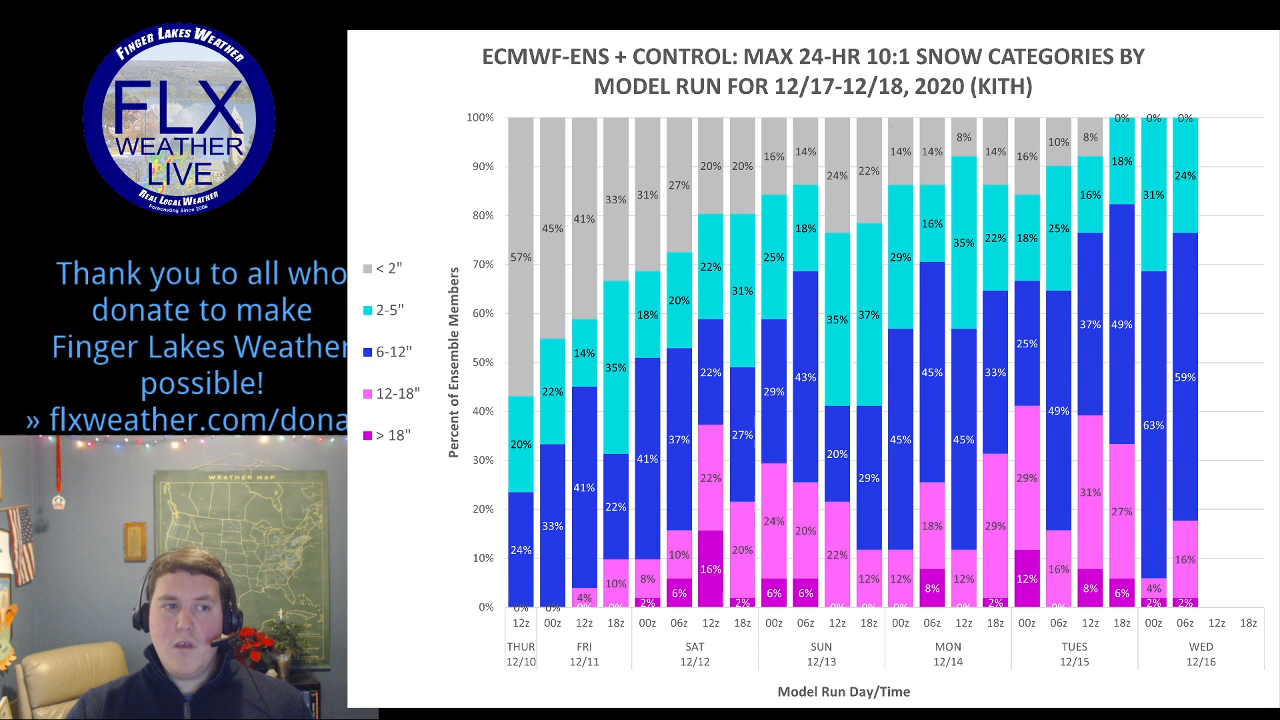 FINGER LAKES WEATHER
FLX
WEATHER
LIVE
REAL LOCAL WEATHER
Forecasting Since 2006
Thank you to all who
donate to make
Finger Lakes Weather
possible!
» flxweather.com/dona
WEATHER MAP
ECMWF-ENS + CONTROL: MAX 24-HR 10:1 SNOW CATEGORIES BY
MODEL RUN FOR 12/17-12/18, 2020 (KITH)
< 2"
2-5"
6-12"
12-18"
> 18"
Percent of Ensemble Members
100%
90%
80%
70%
60%
50%
40%
30%
20%
10%
0%
57% 20% 24% 0%
45% 22% 33% 0%
41% 14% 41% 4% 0%
33% 35% 22% 10% 0%
31% 18% 41% 8% 2%
27% 20% 37% 10% 6%
20% 22% 22% 22% 16%
20% 31% 27% 20% 2%
16% 25% 29% 24% 6%
14% 18% 43% 20% 6%
24% 35% 20% 22% 0%
22% 37% 29% 12% 0%
14% 29% 45% 12% 0%
14% 16% 45% 18% 8%
8% 35% 45% 12% 0%
14% 22% 33% 29% 2%
16% 18% 25% 29% 12%
10% 25% 49% 16% 0%
8% 16% 37% 31% 8%
0% 18% 49% 27% 6%
0% 31% 63% 4% 2%
0% 24% 59% 16% 2%
12z 00z 12z 18z 00z 06z 12z 18z 00z 06z 12z 18z 00z 06z 12z 18z 00z 06z 12z 18z 00z 06z 12z 18z
THUR FRI SAT SUN MON TUES WED
12/10 12/11 12/12 12/13 12/14 12/15 12/16
Model Run Day/Time